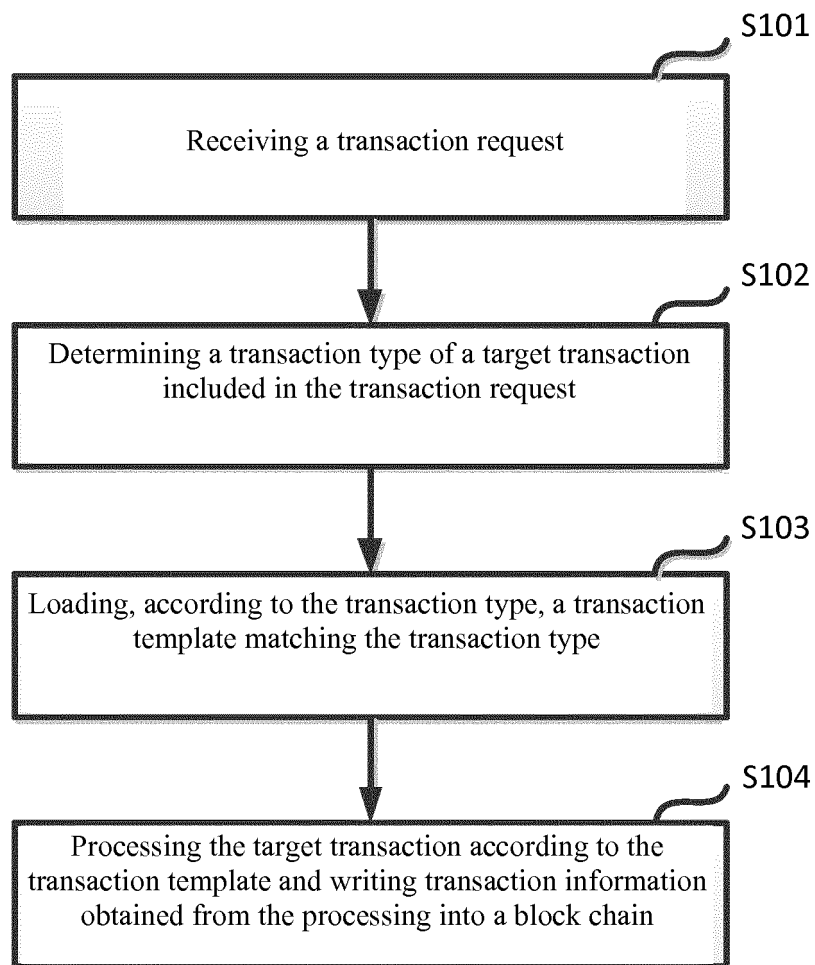 S101
Receiving a transaction request
S102
Determining a transaction type of a target transaction
included in the transaction request
S103
Loading, according to the transaction type, a transaction
template matching the transaction type
S104
Processing the target transaction according to the
transaction template and writing transaction information
obtained from the processing into a block chain